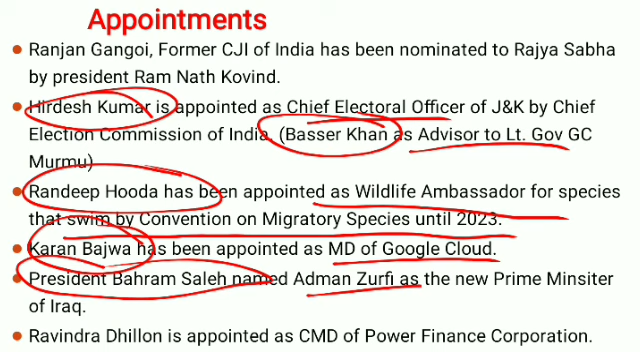 Appointments
Ranjan Gangoi, Former CJI of India has been nominated to Rajya Sabha
by president Ram Nath Kovind.
Hirdesh Kumar is appointed as Chief Electoral Officer of J&K by Chief
Election Commission of India. (Basser Khan as Advisor to Lt. Gov GC
Murmu)
Randeep Hooda has been appointed as Wildlife Ambassador for species
that swim by Convention on Migratory Species until 2023.
Karan Bajwa has been appointed as MD of Google Cloud.
President Bahram Saleh named Adman Zurfi as the new Prime Minsiter
of Iraq.
Ravindra Dhillon is appointed as CMD of Power Finance Corporation.